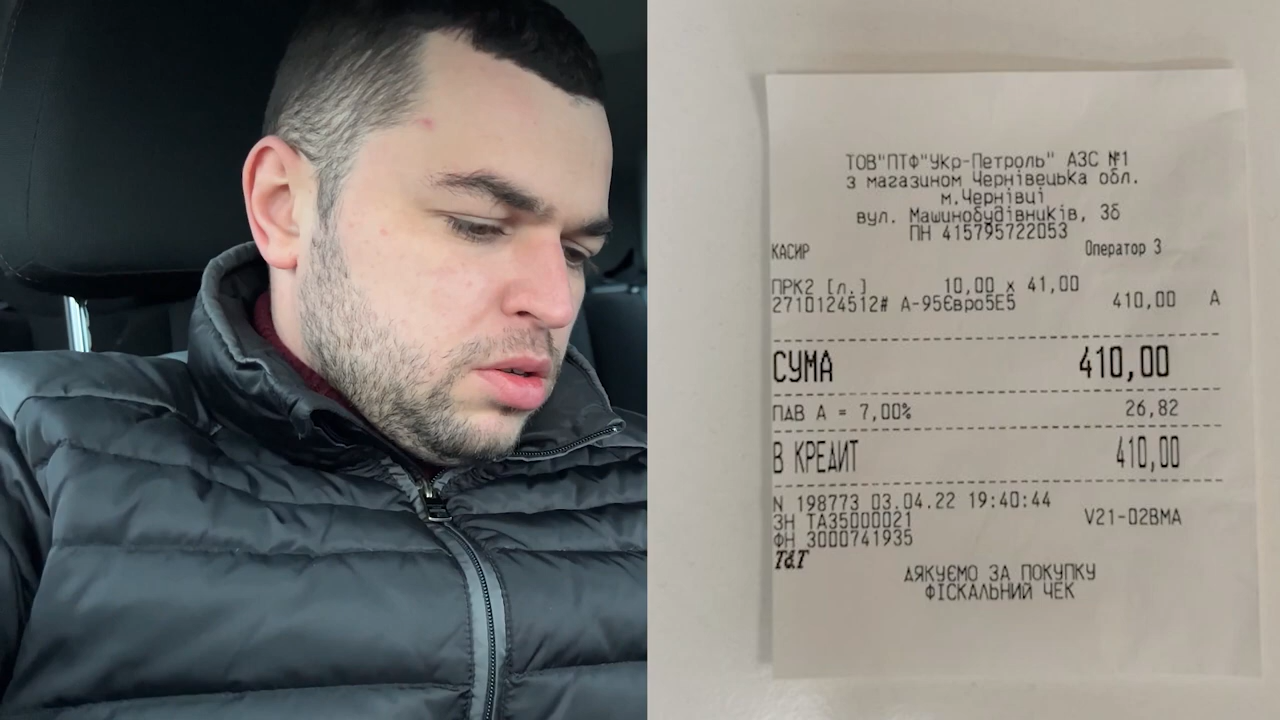 ТОВ"ПТФ"Укр-Петроль" АЗС №1
з магазином Чернівецька обл.
м.Чернівці
вул. Машинобудівників, 3б
ПН 415795722053
КАСИР Оператор 3
ПРК2 [л.] 10,00 x 41,00
2710124512# А-95Євро5Е5 410,00 А
СУМА 410,00
ПДВ А = 7,00% 26,82
В КРЕДИТ 410,00
N 198773 03.04.22 19:40:44
ЗН ТА35000021 V21-02ВМА
ФН 3000741935
T&T
ДЯКУЄМО ЗА ПОКУПКУ
ФІСКАЛЬНИЙ ЧЕК